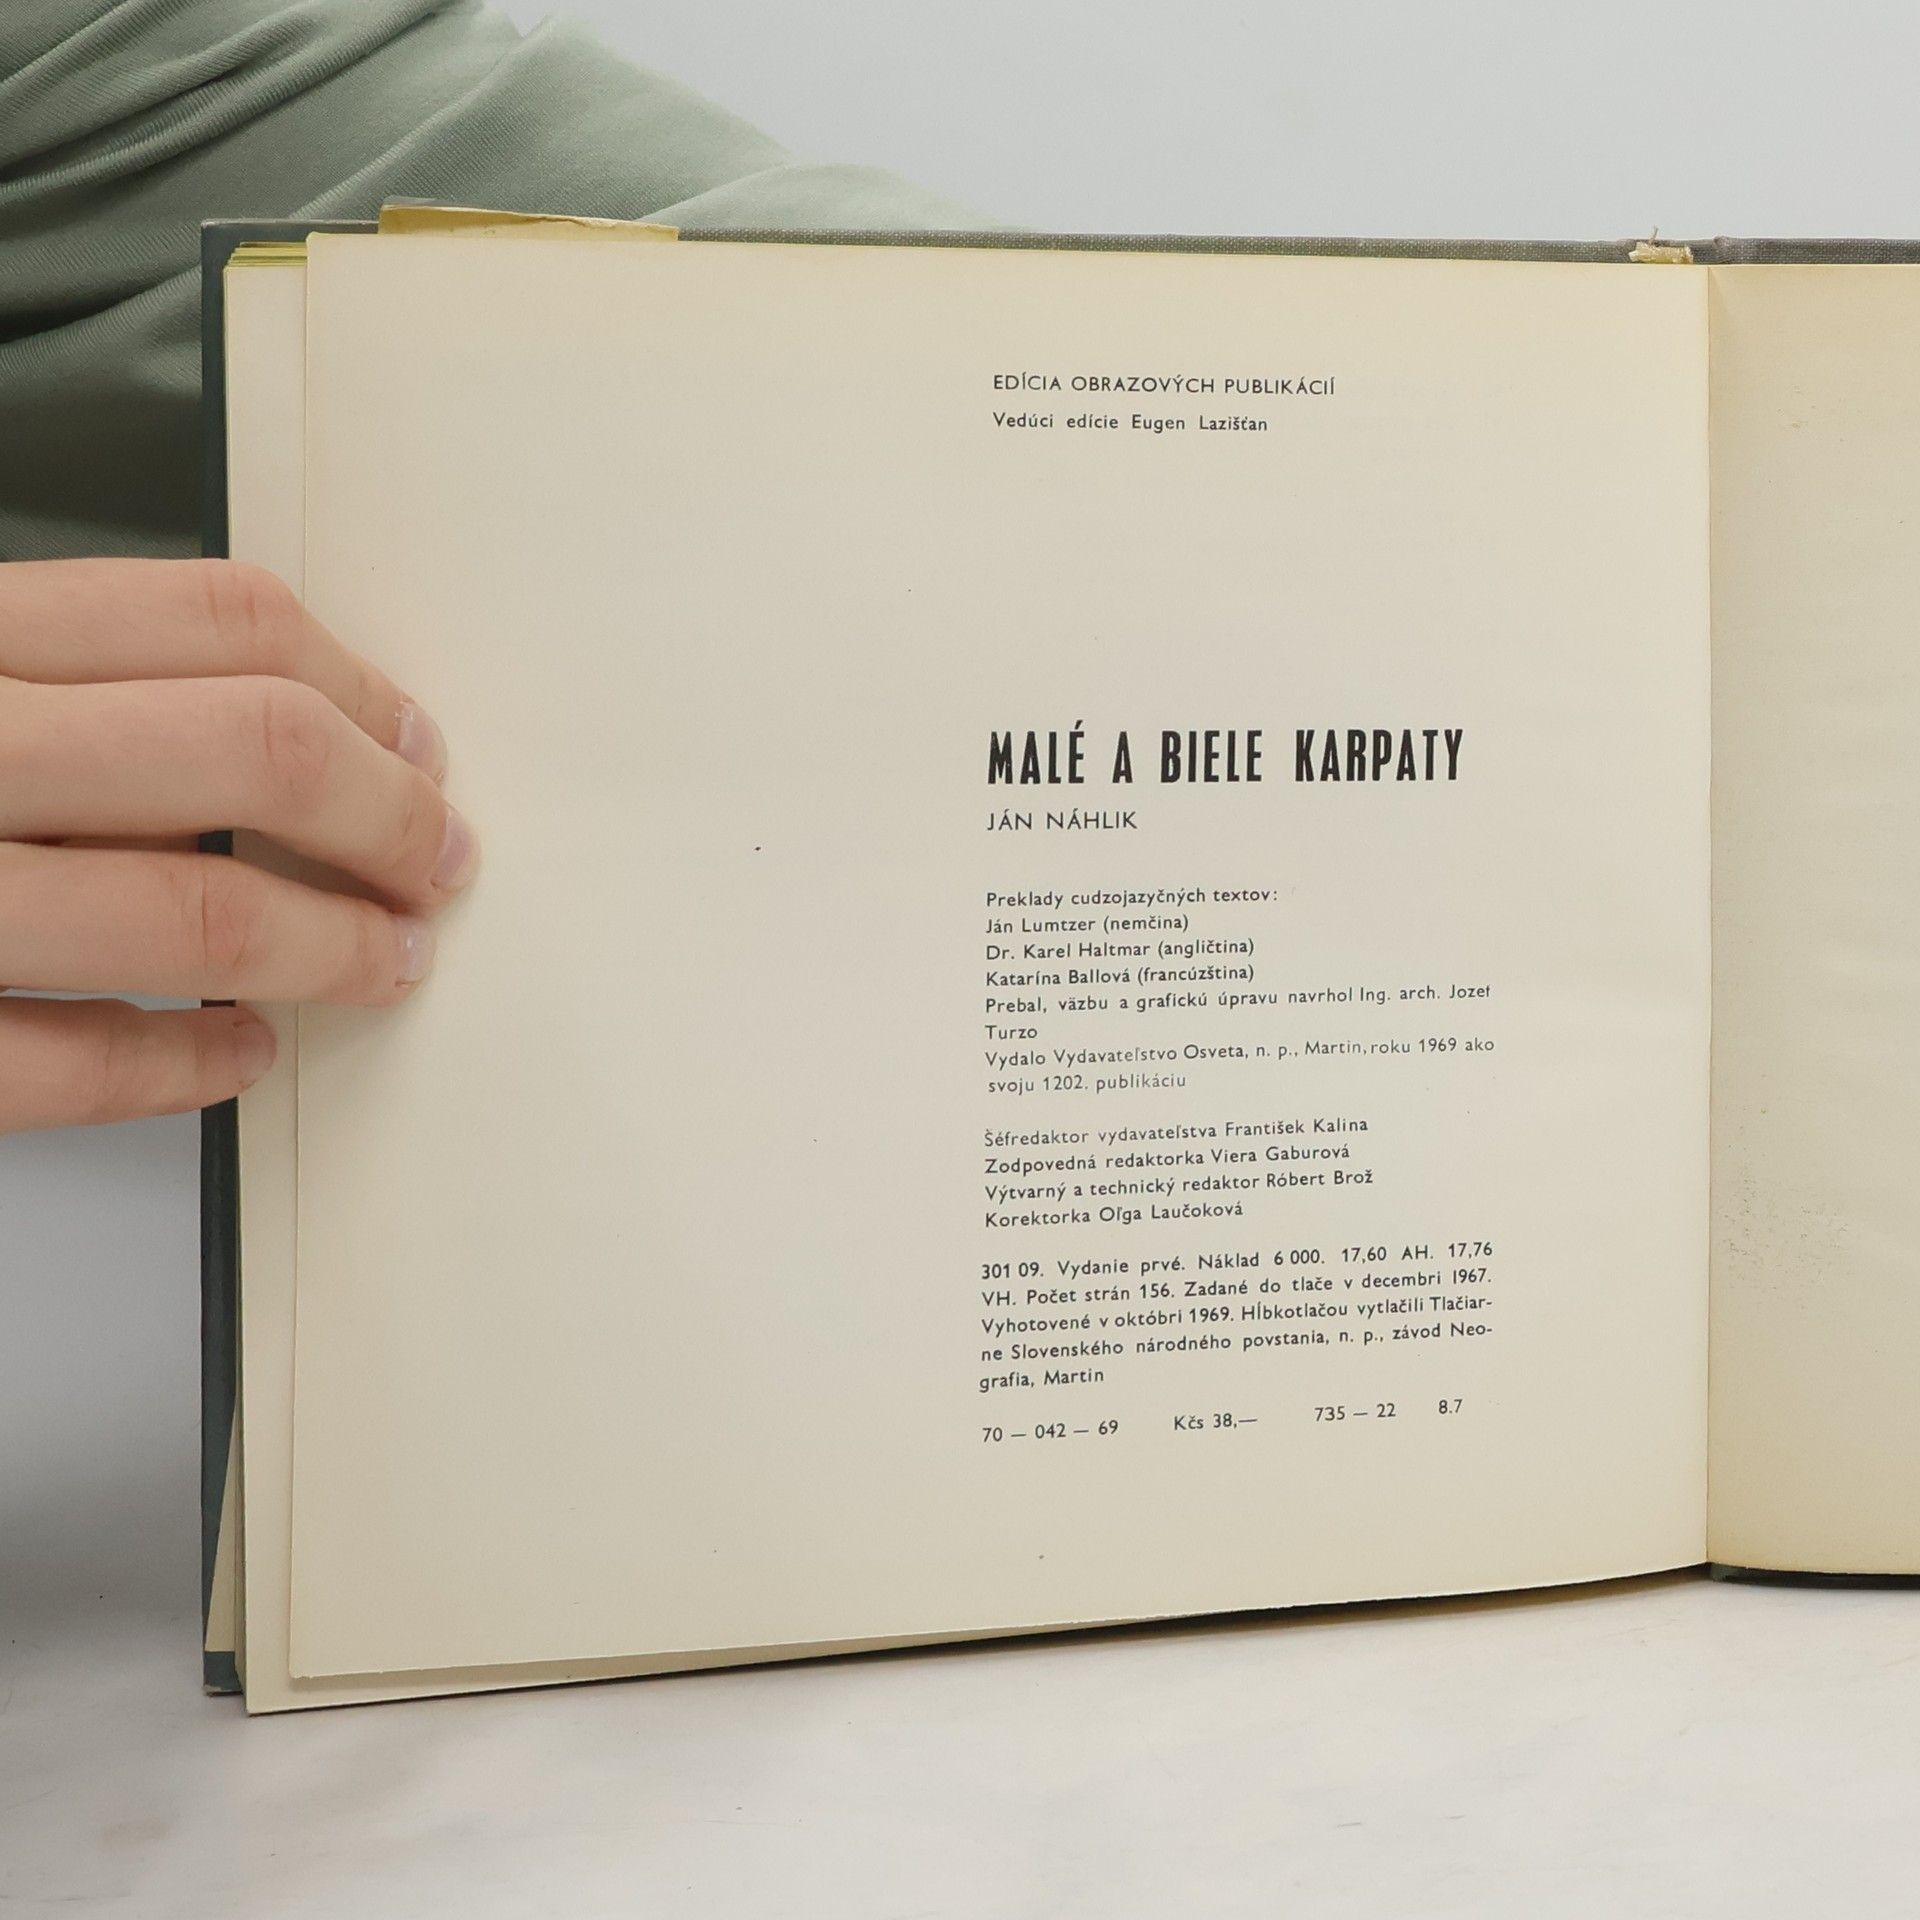 EDÍCIA OBRAZOVÝCH PUBLIKÁCIÍ
Vedúci edície Eugen Lazišťan
MALÉ A BIELE KARPATY
JÁN NÁHLIK
Preklady cudzojazyčných textov:
Ján Lumtzer (nemčina)
Dr. Karel Haltmar (angličtina)
Katarína Ballová (francúzština)
Prebal, väzbu a grafickú úpravu navrhol Ing. arch. Jozef
Turzo
Vydalo Vydavateľstvo Osveta, n. p., Martin, roku 1969 ako
svoju 1202. publikáciu
Šéfredaktor vydavateľstva František Kalina
Zodpovedná redaktorka Viera Gaburová
Výtvarný a technický redaktor Róbert Brož
Korektorka Oľga Laučoková
301 09. Vydanie prvé. Náklad 6 000. 17,60 AH. 17,76
VH. Počet strán 156. Zadané do tlače v decembri 1967.
Vyhotovené v októbri 1969. Hĺbkotlačou vytlačili Tlačiar-
ne Slovenského národného povstania, n. p., závod Neo-
grafia, Martin
70 — 042 — 69 Kčs 38,— 735 — 22 8.7